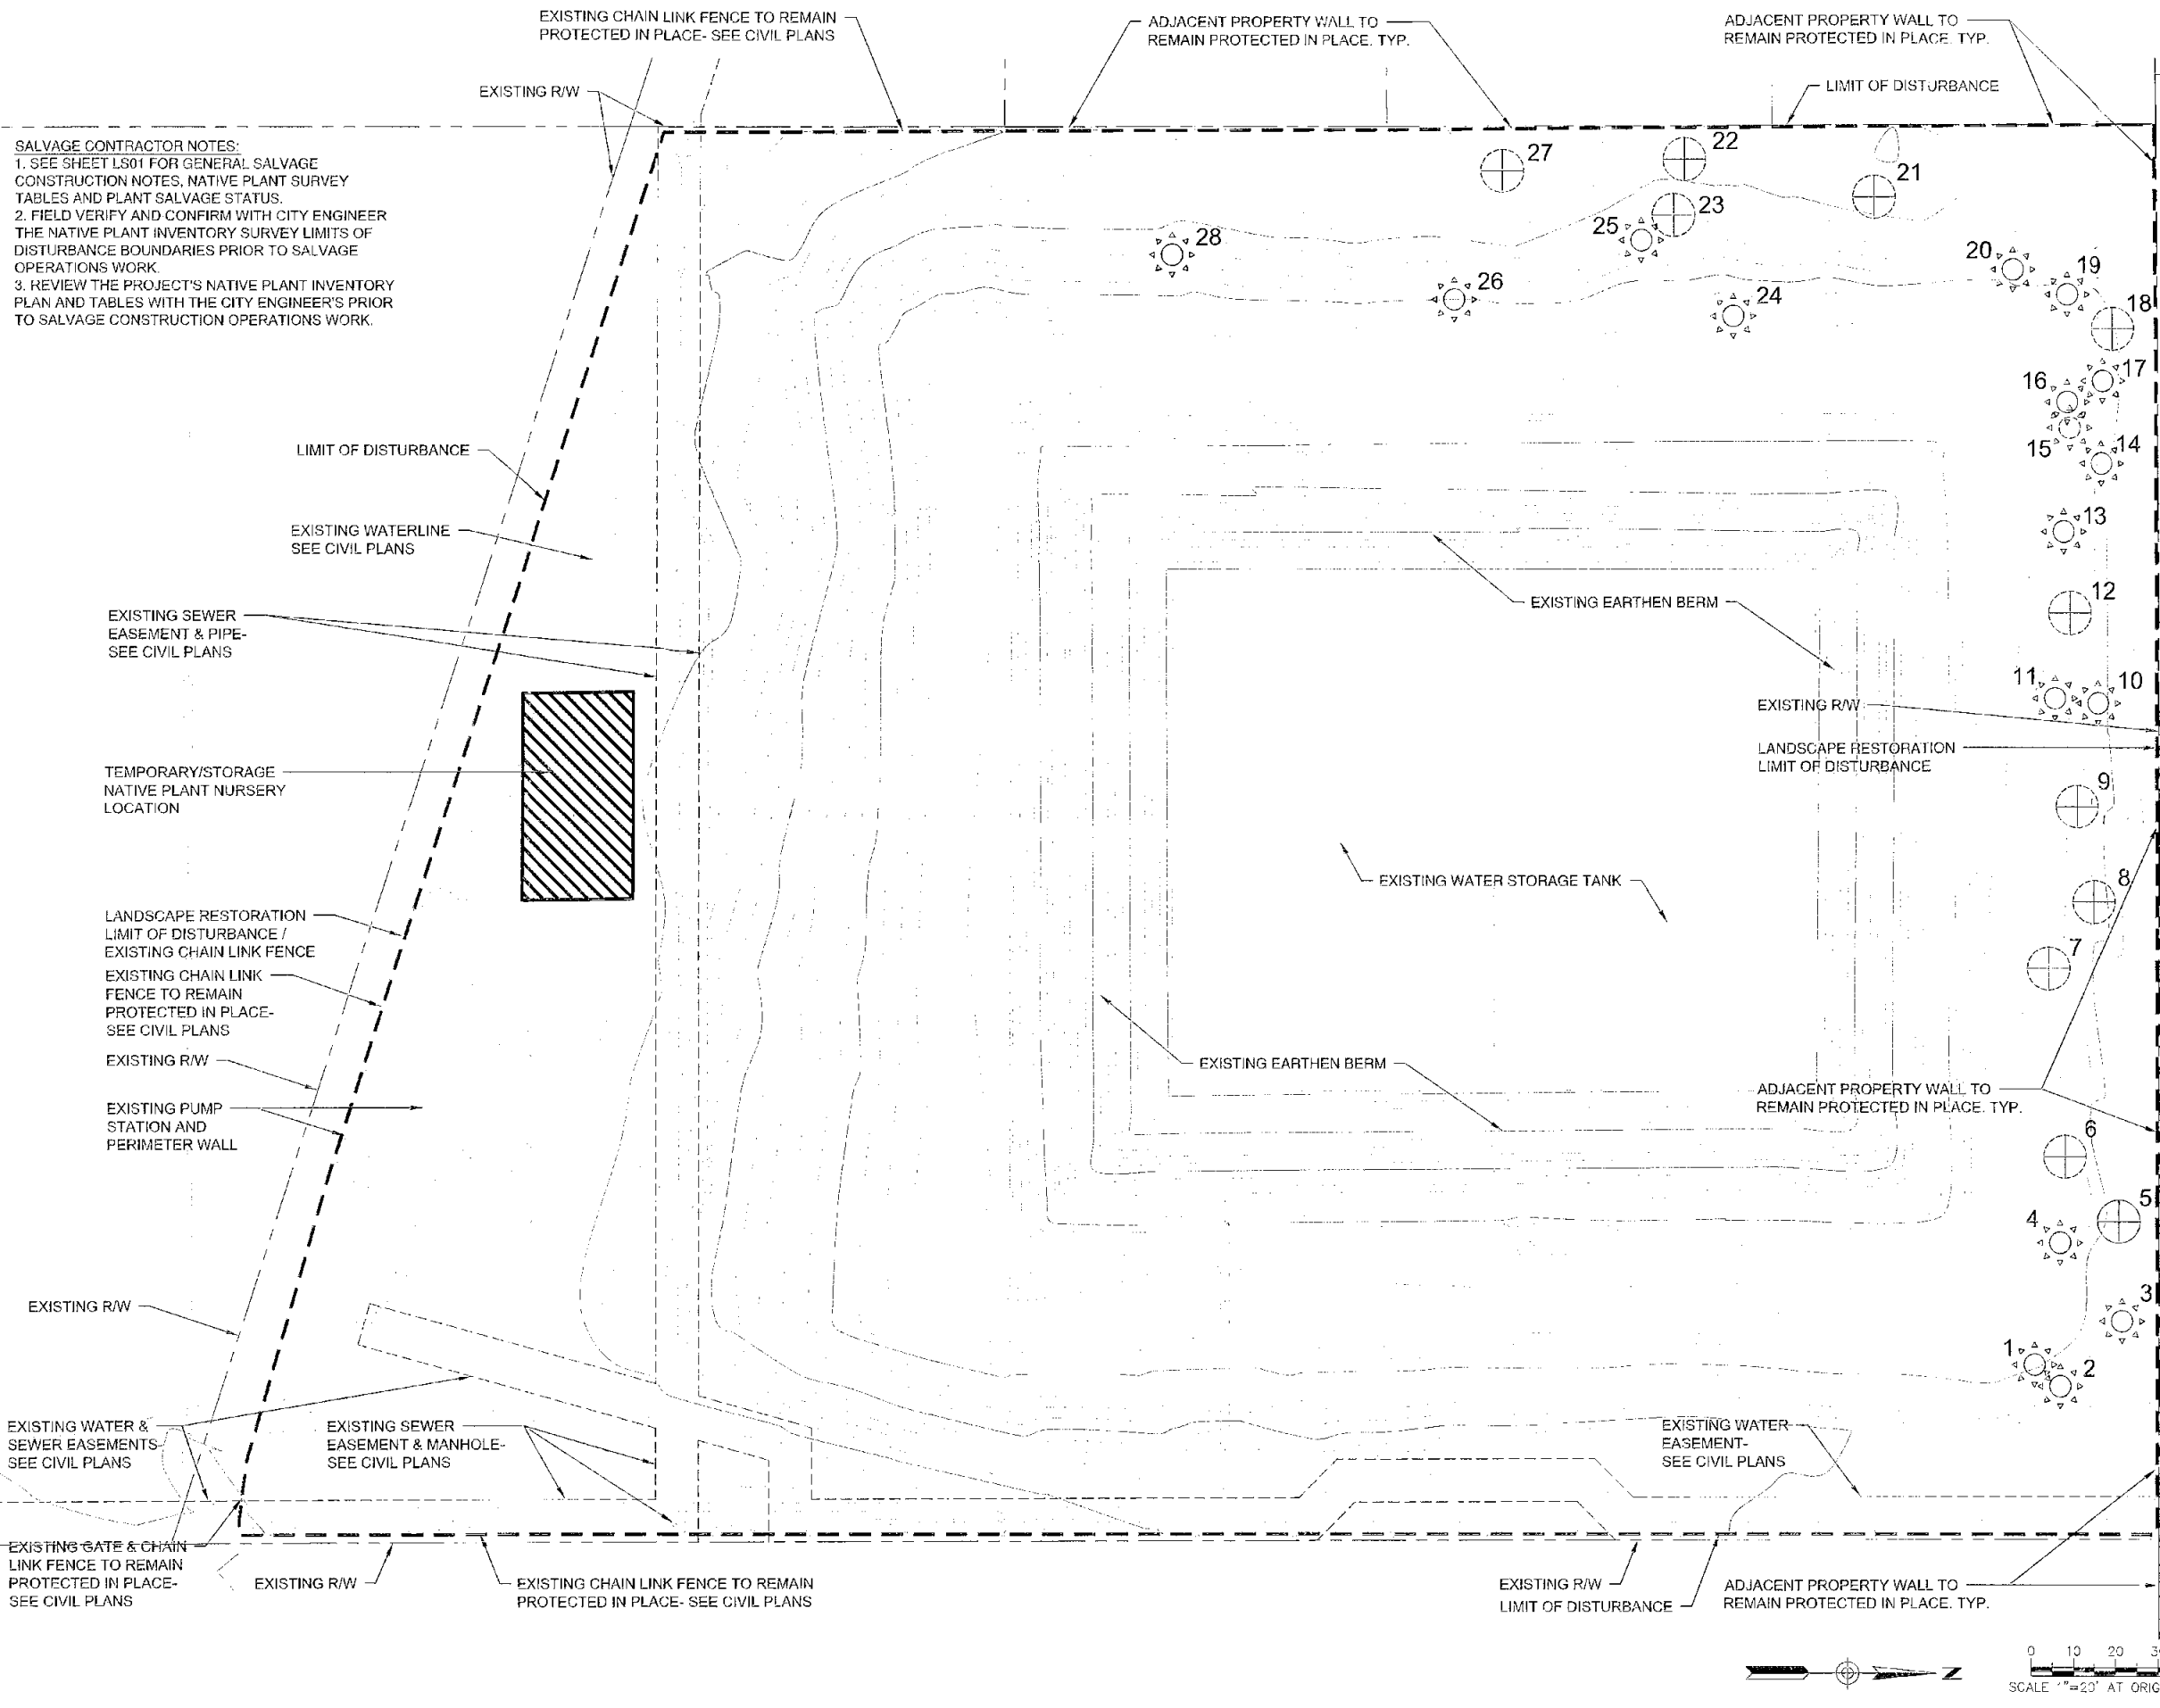 EXISTING CHAIN LINK FENCE TO REMAIN
PROTECTED IN PLACE- SEE CIVIL PLANS
ADJACENT PROPERTY WALL TO
REMAIN PROTECTED IN PLACE. TYP.
ADJACENT PROPERTY WALL TO
REMAIN PROTECTED IN PLACE. TYP.
EXISTING R/W
LIMIT OF DISTURBANCE
SALVAGE CONTRACTOR NOTES:
1. SEE SHEET LS01 FOR GENERAL SALVAGE
CONSTRUCTION NOTES, NATIVE PLANT SURVEY
TABLES AND PLANT SALVAGE STATUS.
2. FIELD VERIFY AND CONFIRM WITH CITY ENGINEER
THE NATIVE PLANT INVENTORY SURVEY LIMITS OF
DISTURBANCE BOUNDARIES PRIOR TO SALVAGE
OPERATIONS WORK.
3. REVIEW THE PROJECT'S NATIVE PLANT INVENTORY
PLAN AND TABLES WITH THE CITY ENGINEER'S PRIOR
TO SALVAGE CONSTRUCTION OPERATIONS WORK.
27
22
21
23
25
28
26
24
20
19
18
17
16
15
14
13
12
11
10
9
8
7
6
5
4
3
1
2
LIMIT OF DISTURBANCE
EXISTING WATERLINE
SEE CIVIL PLANS
EXISTING SEWER
EASEMENT & PIPE-
SEE CIVIL PLANS
EXISTING EARTHEN BERM
EXISTING R/W
LANDSCAPE RESTORATION
LIMIT OF DISTURBANCE
TEMPORARY/STORAGE
NATIVE PLANT NURSERY
LOCATION
EXISTING WATER STORAGE TANK
LANDSCAPE RESTORATION
LIMIT OF DISTURBANCE /
EXISTING CHAIN LINK FENCE
EXISTING CHAIN LINK
FENCE TO REMAIN
PROTECTED IN PLACE-
SEE CIVIL PLANS
EXISTING R/W
EXISTING EARTHEN BERM
ADJACENT PROPERTY WALL TO
REMAIN PROTECTED IN PLACE. TYP.
EXISTING PUMP
STATION AND
PERIMETER WALL
EXISTING R/W
EXISTING WATER &
SEWER EASEMENTS-
SEE CIVIL PLANS
EXISTING SEWER
EASEMENT & MANHOLE-
SEE CIVIL PLANS
EXISTING WATER
EASEMENT-
SEE CIVIL PLANS
EXISTING GATE & CHAIN
LINK FENCE TO REMAIN
PROTECTED IN PLACE-
SEE CIVIL PLANS
EXISTING R/W
EXISTING CHAIN LINK FENCE TO REMAIN
PROTECTED IN PLACE- SEE CIVIL PLANS
EXISTING R/W
LIMIT OF DISTURBANCE
ADJACENT PROPERTY WALL TO
REMAIN PROTECTED IN PLACE. TYP.
Z
0 10 20
SCALE 1"=20' AT